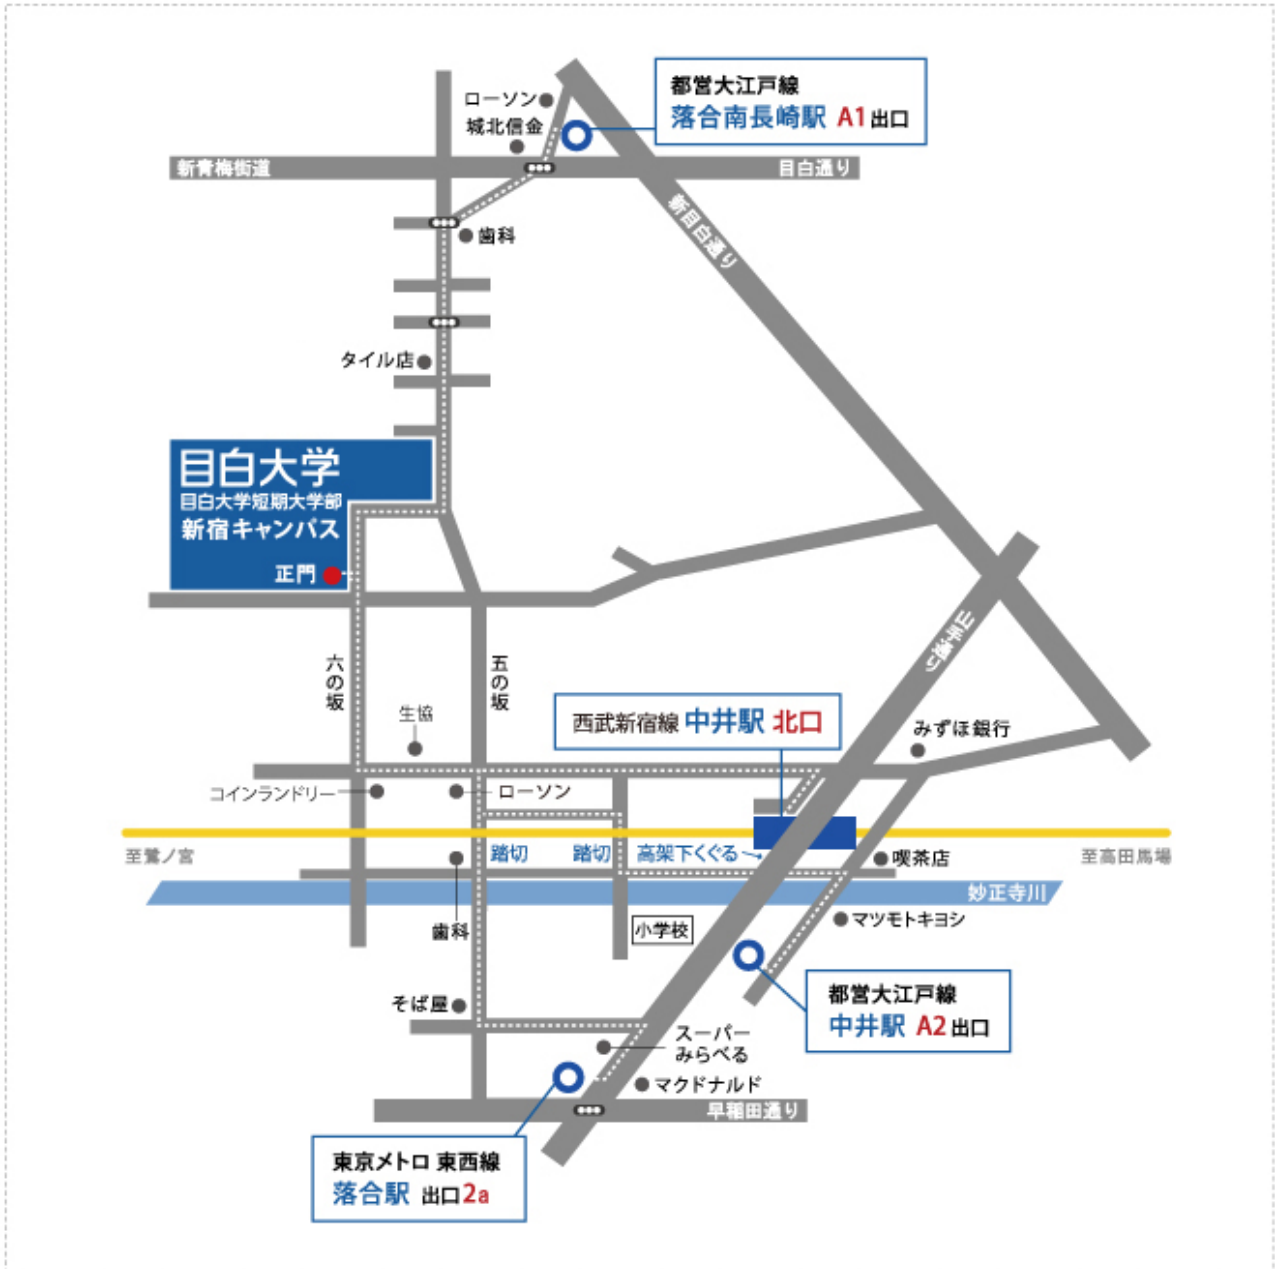 都営大江戸線
落合南長崎駅 A1出口
ローソン
城北信金
新青梅街道
目白通り
新目白通り
歯科
タイル店
目白大学
目白大学短期大学部
新宿キャンパス
正門
山手通り
六の坂
五の坂
生協
西武新宿線 中井駅 北口
みずほ銀行
コインランドリー
ローソン
至鷺ノ宮
踏切
踏切
高架下くぐる
喫茶店
至高田馬場
妙正寺川
歯科
小学校
マツモトキヨシ
都営大江戸線
中井駅 A2出口
そば屋
スーパー
みらべる
マクドナルド
早稲田通り
東京メトロ 東西線
落合駅 出口2a